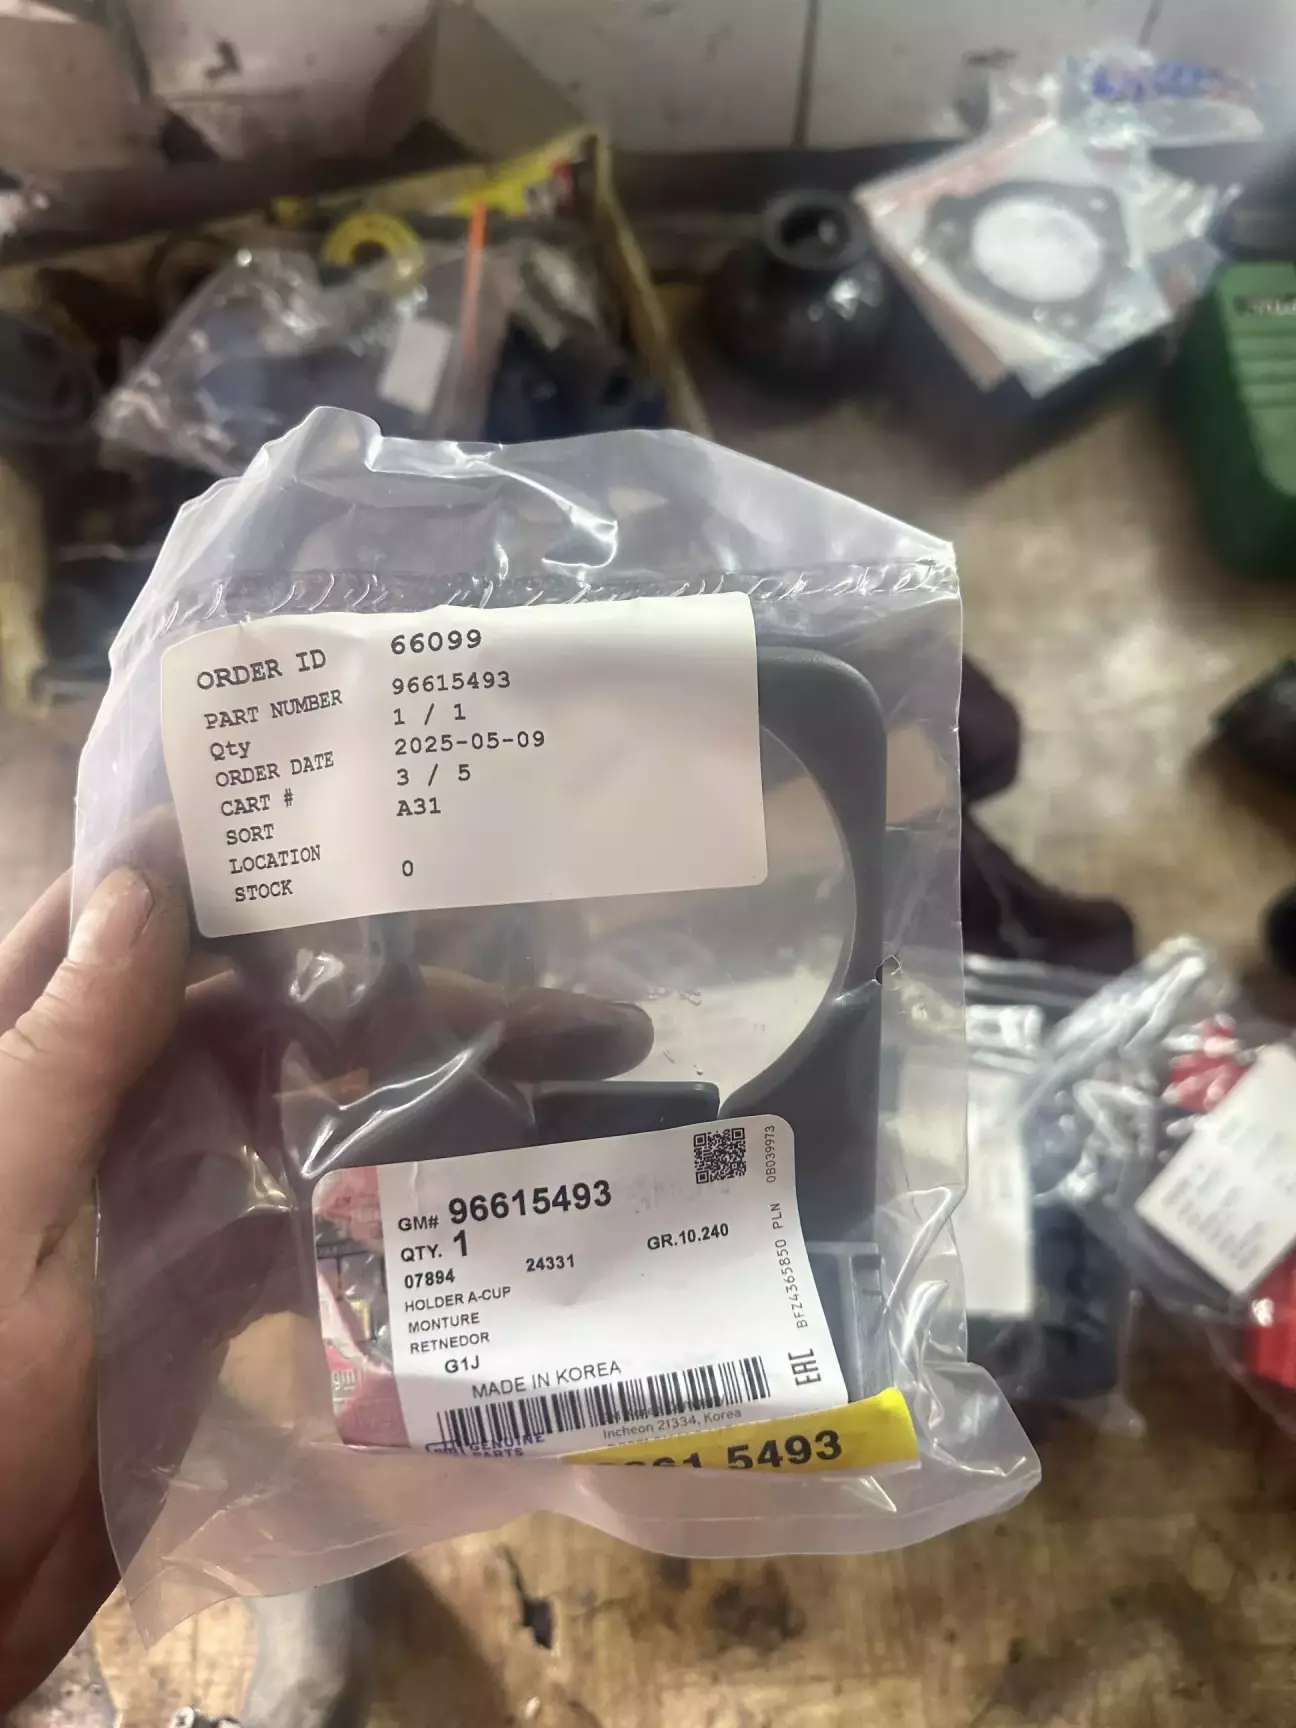 ORDER ID 66099
PART NUMBER 96615493
Qty 1 / 1
ORDER DATE 2025-05-09
CART # 3 / 5
SORT A31
LOCATION
STOCK 0
GM# 96615493
QTY. 1
07894 24331 GR.10.240
HOLDER A-CUP
MONTURE
RETNEDOR
G1J
MADE IN KOREA
EAC
BFZ4365850 PLN 0B039973
GENUINE
PARTS
Incheon 21334, Korea
5493